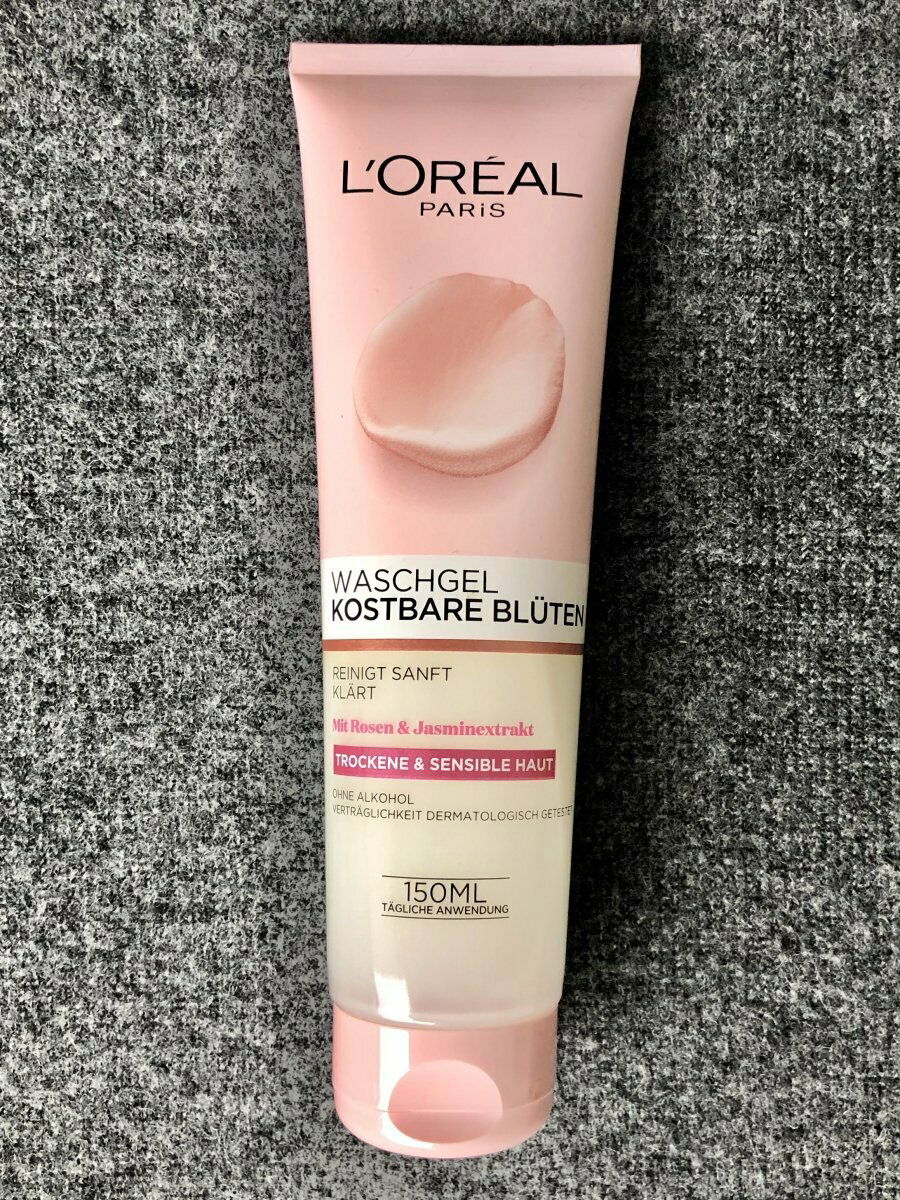 L'ORÉAL
PARiS
WASCHGEL
KOSTBARE BLÜTEN
REINIGT SANFT
KLÄRT
Mit Rosen & Jasminextrakt
TROCKENE & SENSIBLE HAUT
OHNE ALKOHOL
VERTRÄGLICHKEIT DERMATOLOGISCH GETESTET
150ML
TÄGLICHE ANWENDUNG